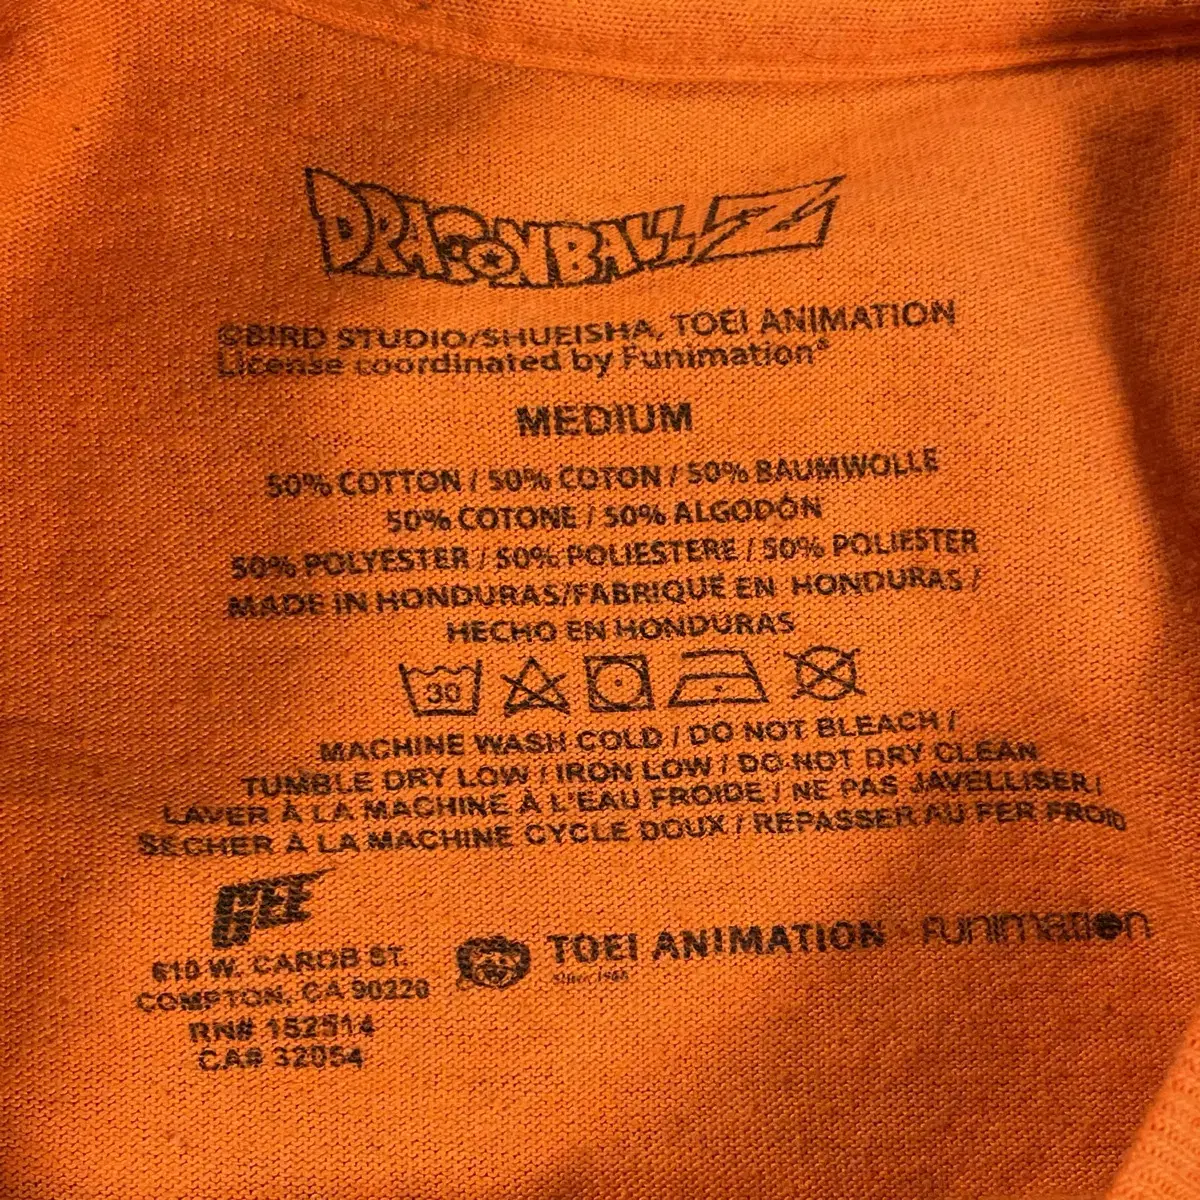 DRAGONBALL Z
©BIRD STUDIO/SHUEISHA, TOEI ANIMATION
License coordinated by Funimation®
MEDIUM
50% COTTON / 50% COTON / 50% BAUMWOLLE
50% COTONE / 50% ALGODÓN
50% POLYESTER / 50% POLIESTERE / 50% POLIESTER
MADE IN HONDURAS/FABRIQUÉ EN HONDURAS /
HECHO EN HONDURAS
30
MACHINE WASH COLD / DO NOT BLEACH /
TUMBLE DRY LOW / IRON LOW / DO NOT DRY CLEAN
LAVER À LA MACHINE À L'EAU FROIDE / NE PAS JAVELLISER /
SÉCHER À LA MACHINE CYCLE DOUX / REPASSER AU FER FROID
GEE
610 W. CAROB ST.
COMPTON, CA 90220
RN# 152514
CA# 32054
TOEI ANIMATION
Since 1956
FUNIMATION